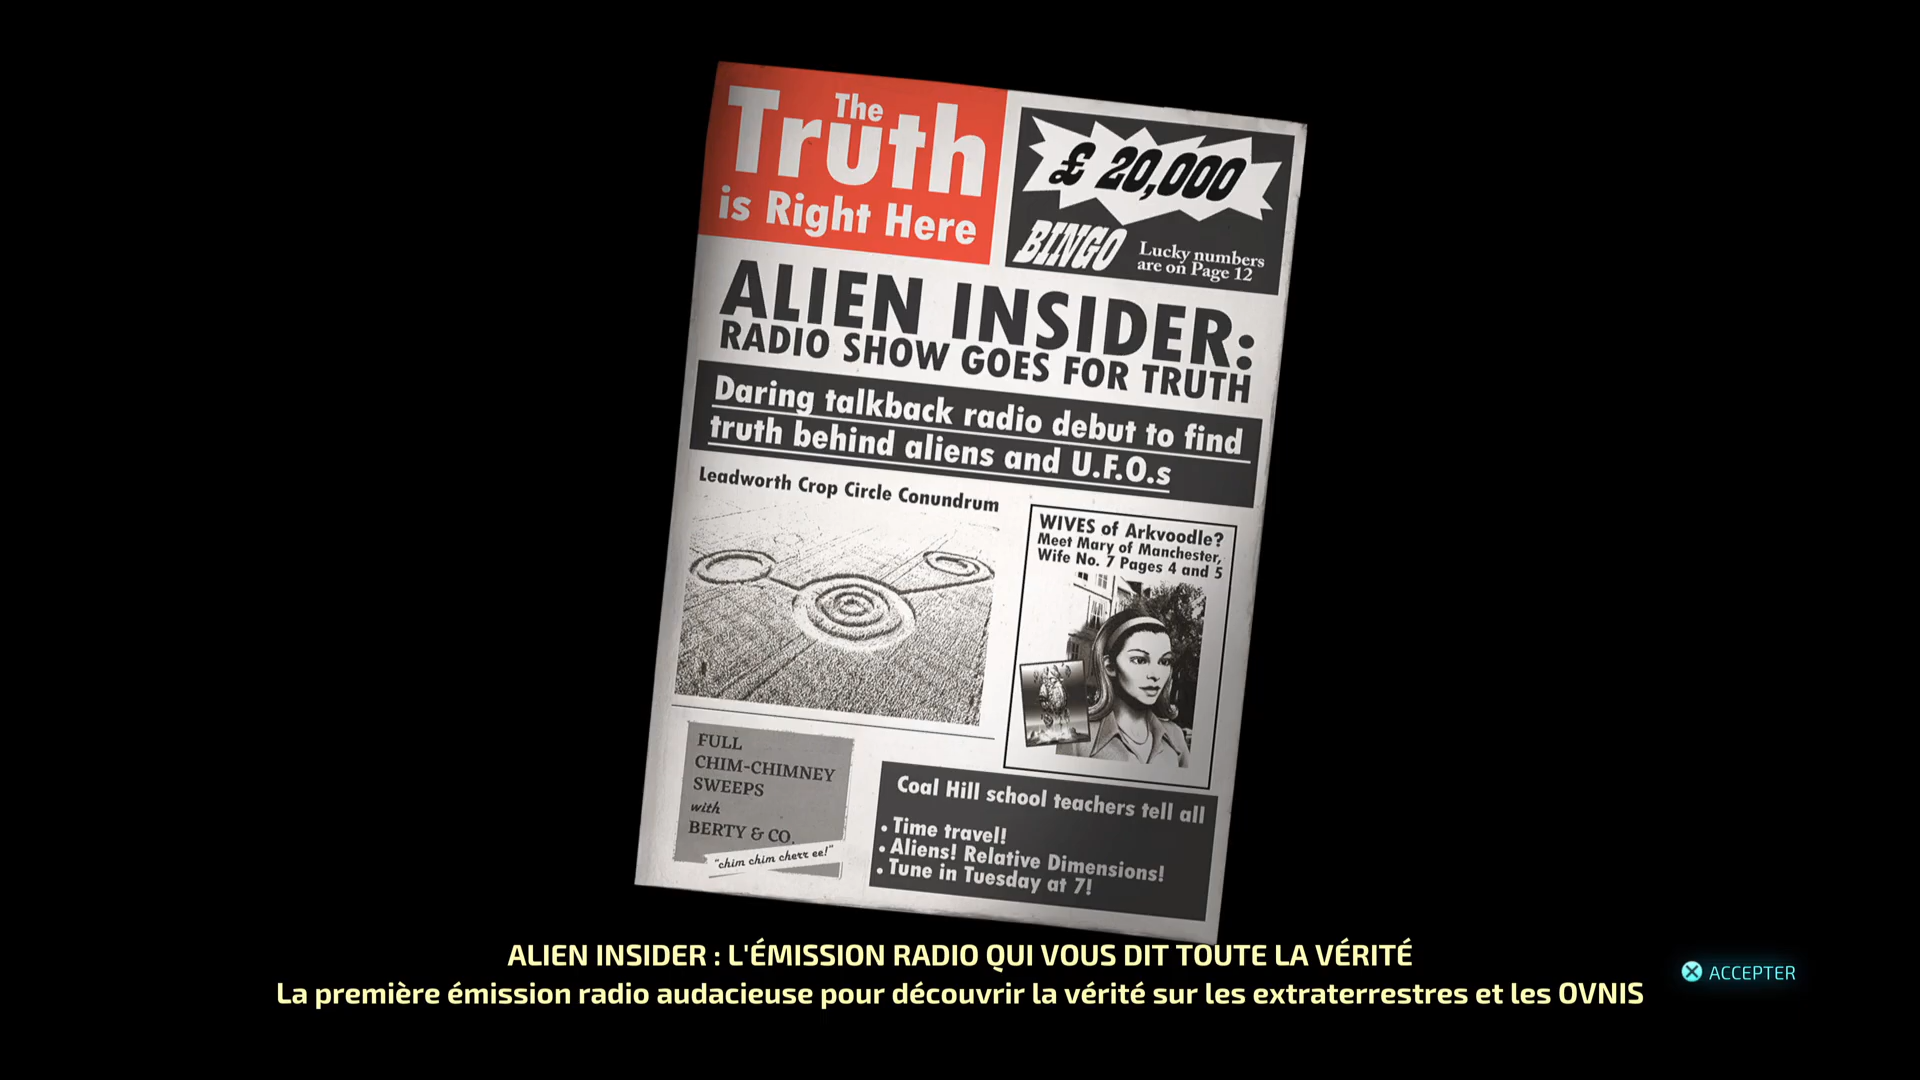 The
Truth
is Right Here
£ 20,000
BINGO
Lucky numbers
are on Page 12
ALIEN INSIDER:
RADIO SHOW GOES FOR TRUTH
Daring talkback radio debut to find
truth behind aliens and U.F.O.s
Leadworth Crop Circle Conundrum
WIVES of Arkvoodle?
Meet Mary of Manchester,
Wife No. 7 Pages 4 and 5
FULL
CHIM-CHIMNEY
SWEEPS
with
BERTY & CO.
"chim chim cherr ee!"
Coal Hill school teachers tell all
• Time travel!
• Aliens! Relative Dimensions!
• Tune in Tuesday at 7!
ALIEN INSIDER : L'ÉMISSION RADIO QUI VOUS DIT TOUTE LA VÉRITÉ
La première émission radio audacieuse pour découvrir la vérité sur les extraterrestres et les OVNIS
ACCEPTER